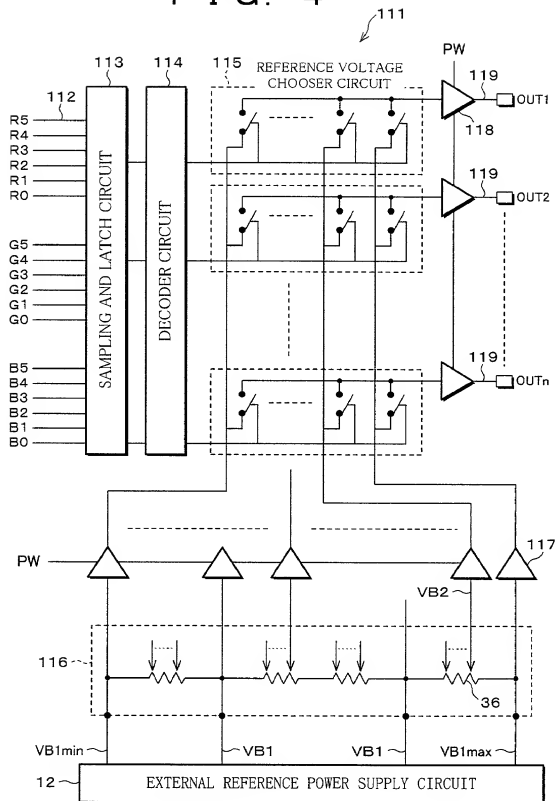 FIG. 4
111
113
114
115
REFERENCE VOLTAGE
CHOOSER CIRCUIT
PW
119
OUT1
118
112
R5
R4
R3
R2
R1
R0
119
OUT2
G5
G4
G3
G2
G1
G0
SAMPLING AND LATCH CIRCUIT
DECODER CIRCUIT
119
OUTn
B5
B4
B3
B2
B1
B0
PW
117
VB2
116
36
VB1min
VB1
VB1
VB1max
12
EXTERNAL REFERENCE POWER SUPPLY CIRCUIT